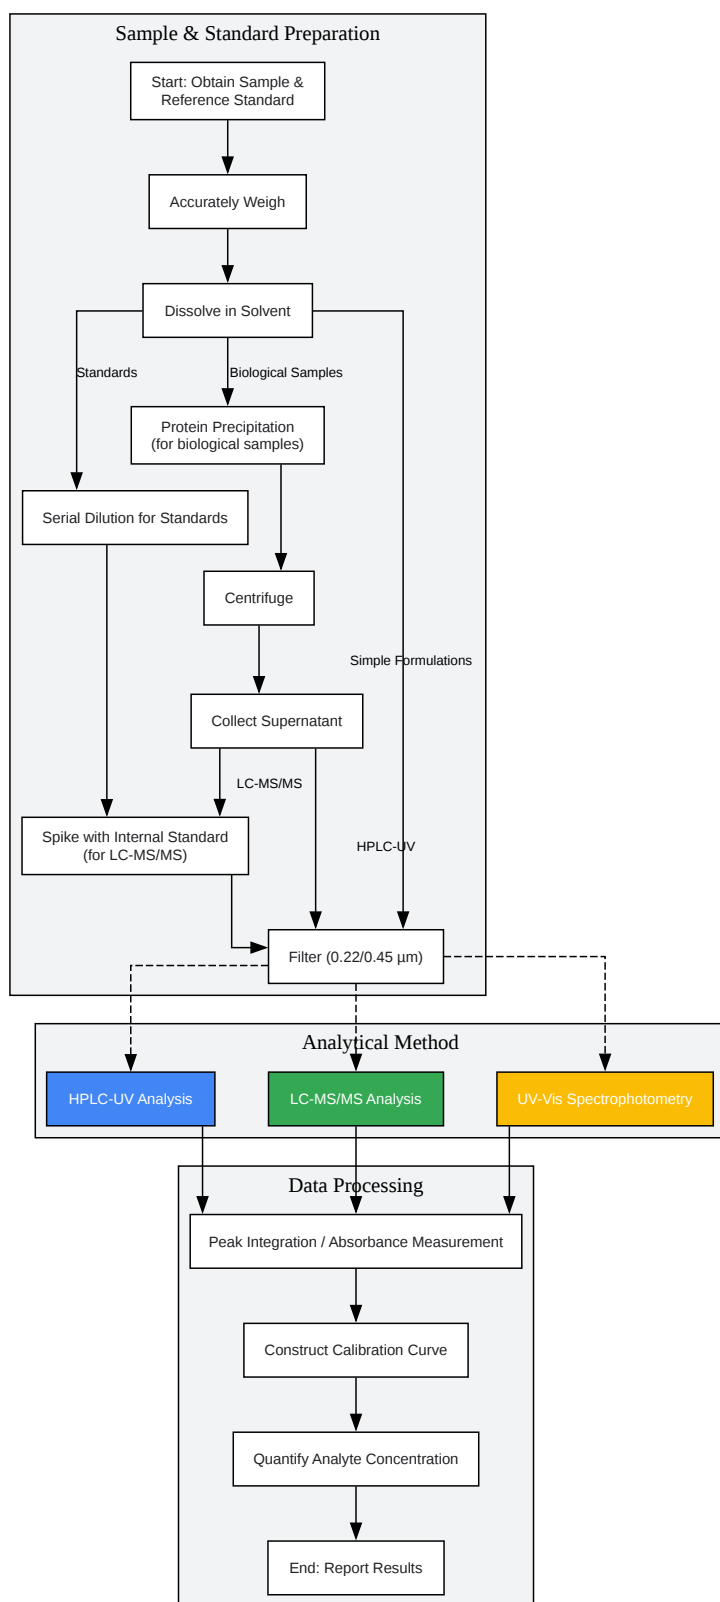 Sample & Standard Preparation
Start: Obtain Sample &
Reference Standard
Accurately Weigh
Dissolve in Solvent
Standards
Biological Samples
Protein Precipitation
(for biological samples)
Serial Dilution for Standards
Centrifuge
Simple Formulations
Collect Supernatant
LC-MS/MS
Spike with Internal Standard
(for LC-MS/MS)
HPLC-UV
Filter (0.22/0.45 µm)
Analytical Method
HPLC-UV Analysis
LC-MS/MS Analysis
UV-Vis Spectrophotometry
Data Processing
Peak Integration / Absorbance Measurement
Construct Calibration Curve
Quantify Analyte Concentration
End: Report Results